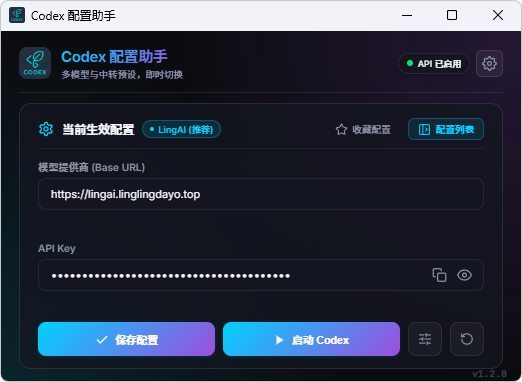 Codex 配置助手
CODEX
Codex 配置助手
多模型与中转预设，即时切换
API 已启用
当前生效配置
LingAI (推荐)
收藏配置
配置列表
模型提供商 (Base URL)
https://lingai.linglingdayo.top
API Key
••••••••••••••••••••••••••••••••••••••••
保存配置
启动 Codex
v1.2.0